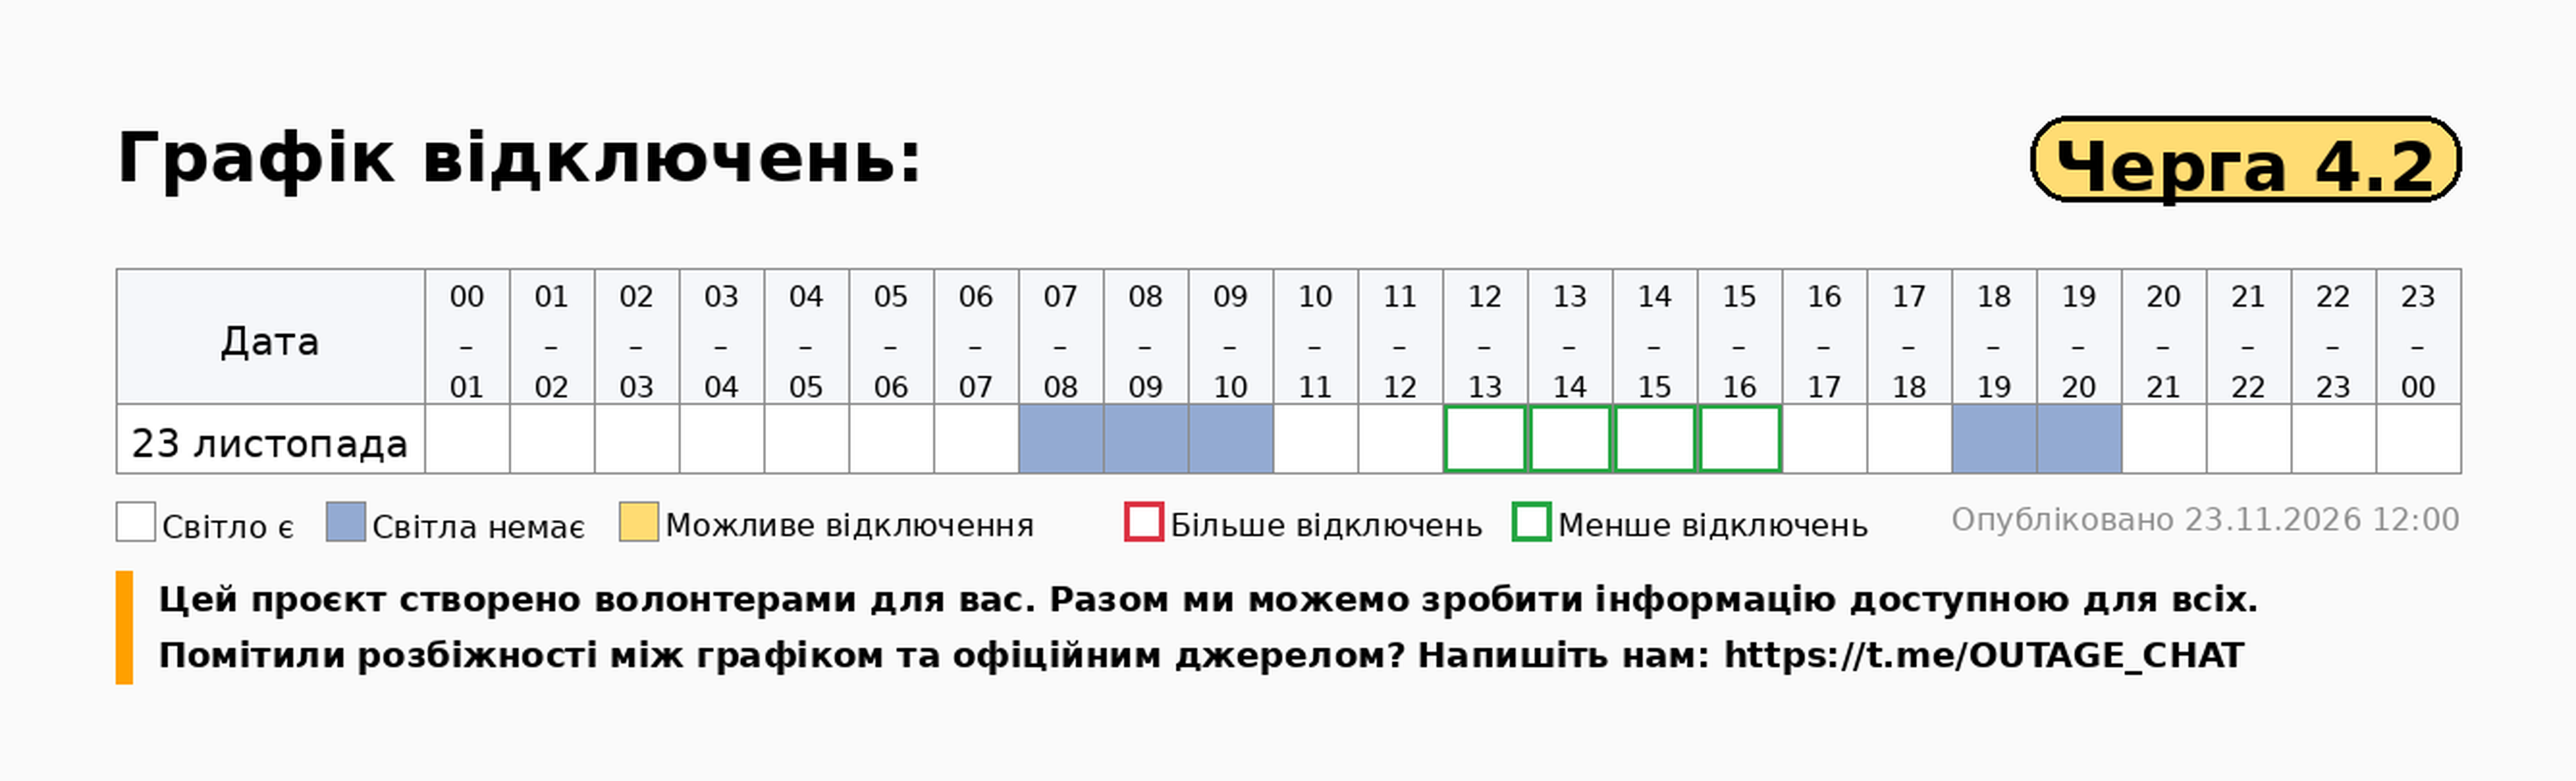 Графік відключень:
Черга 4.2
Дата
00 – 01
01 – 02
02 – 03
03 – 04
04 – 05
05 – 06
06 – 07
07 – 08
08 – 09
09 – 10
10 – 11
11 – 12
12 – 13
13 – 14
14 – 15
15 – 16
16 – 17
17 – 18
18 – 19
19 – 20
20 – 21
21 – 22
22 – 23
23 – 00
23 листопада
Світло є
Світла немає
Можливе відключення
Більше відключень
Менше відключень
Опубліковано 23.11.2026 12:00
Цей проєкт створено волонтерами для вас. Разом ми можемо зробити інформацію доступною для всіх.
Помітили розбіжності між графіком та офіційним джерелом? Напишіть нам: https://t.me/OUTAGE_CHAT